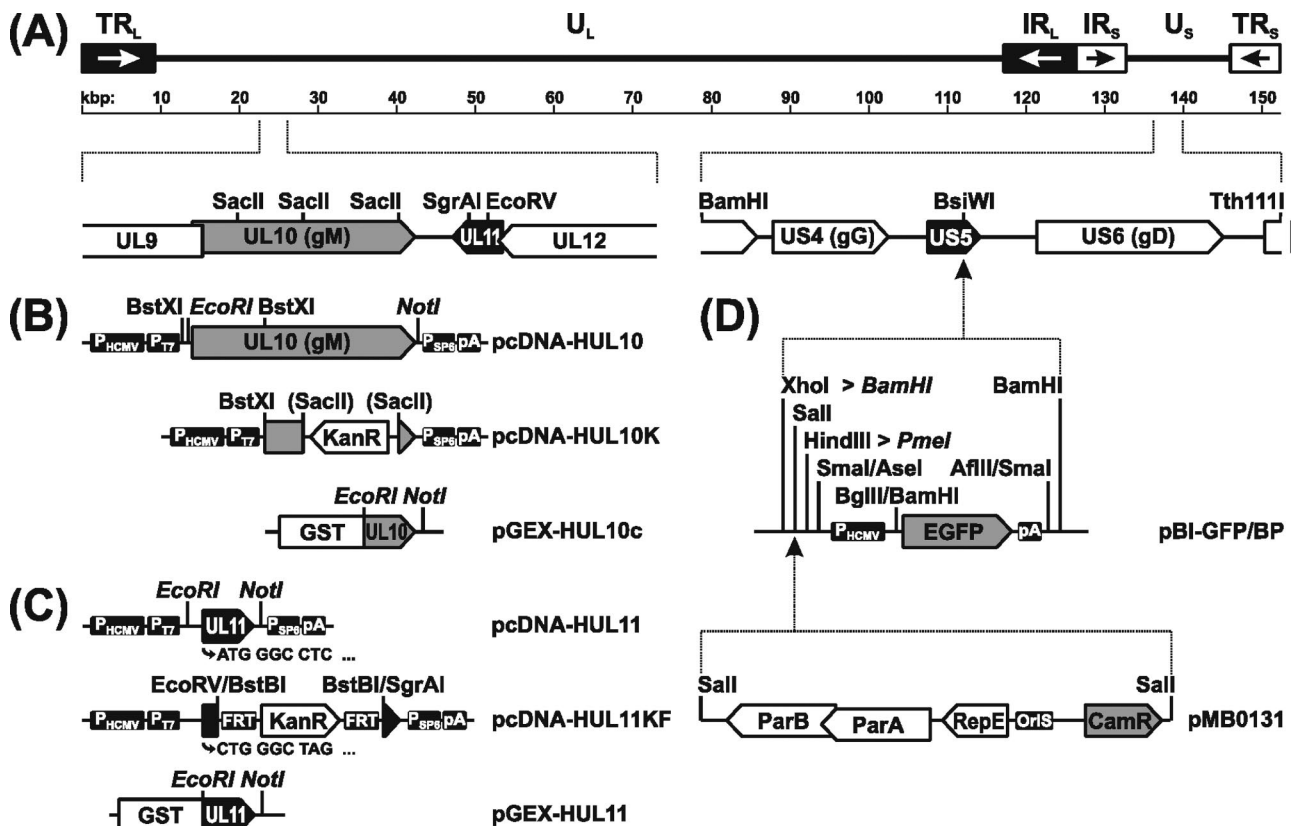 (A)
TRL UL IRL IRS US TRS
kbp: 10 20 30 40 50 60 70 80 90 100 110 120 130 140 150
SacII SacII SacII SgrAI EcoRV
UL9 UL10 (gM) UL11 UL12
BamHI BsiWI Tth111I
US4 (gG) US5 US6 (gD)
(B)
BstXI EcoRI BstXI NotI
PHCMV PT7 UL10 (gM) PSP6 pA pcDNA-HUL10
BstXI (SacII) (SacII)
PHCMV PT7 KanR PSP6 pA pcDNA-HUL10K
EcoRI NotI
GST UL10 pGEX-HUL10c
(C)
EcoRI NotI
PHCMV PT7 UL11 PSP6 pA pcDNA-HUL11
ATG GGC CTC ...
EcoRV/BstBI BstBI/SgrAI
PHCMV PT7 FRT KanR FRT PSP6 pA pcDNA-HUL11KF
CTG GGC TAG ...
EcoRI NotI
GST UL11 pGEX-HUL11
(D)
XhoI > BamHI BamHI
SalI
HindIII > PmeI
SmaI/AseI AflII/SmaI
BglII/BamHI
PHCMV EGFP pA pBI-GFP/BP
SalI SalI
ParB ParA RepE OriS CamR pMB0131